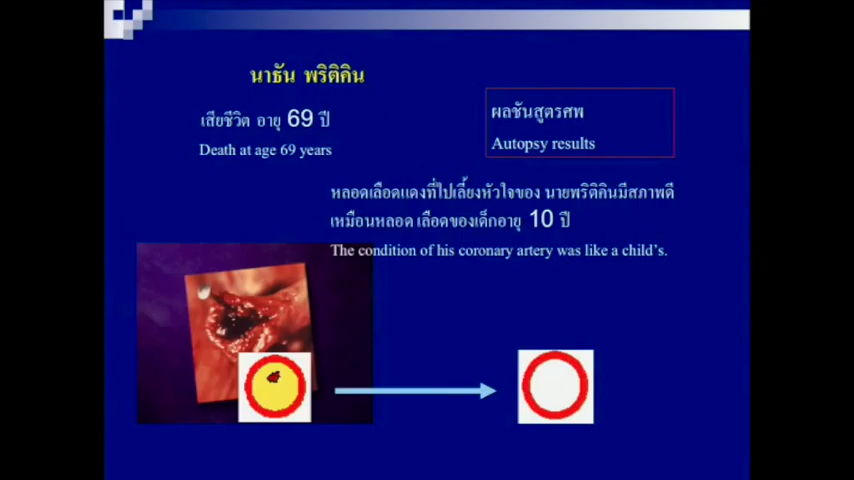 นาธัน พริติคิน
เสียชีวิต อายุ 69 ปี
Death at age 69 years
ผลชันสูตรศพ
Autopsy results
หลอดเลือดแดงที่ไปเลี้ยงหัวใจของ นายพริติคินมีสภาพดี
เหมือนหลอด เลือดของเด็กอายุ 10 ปี
The condition of his coronary artery was like a child's.